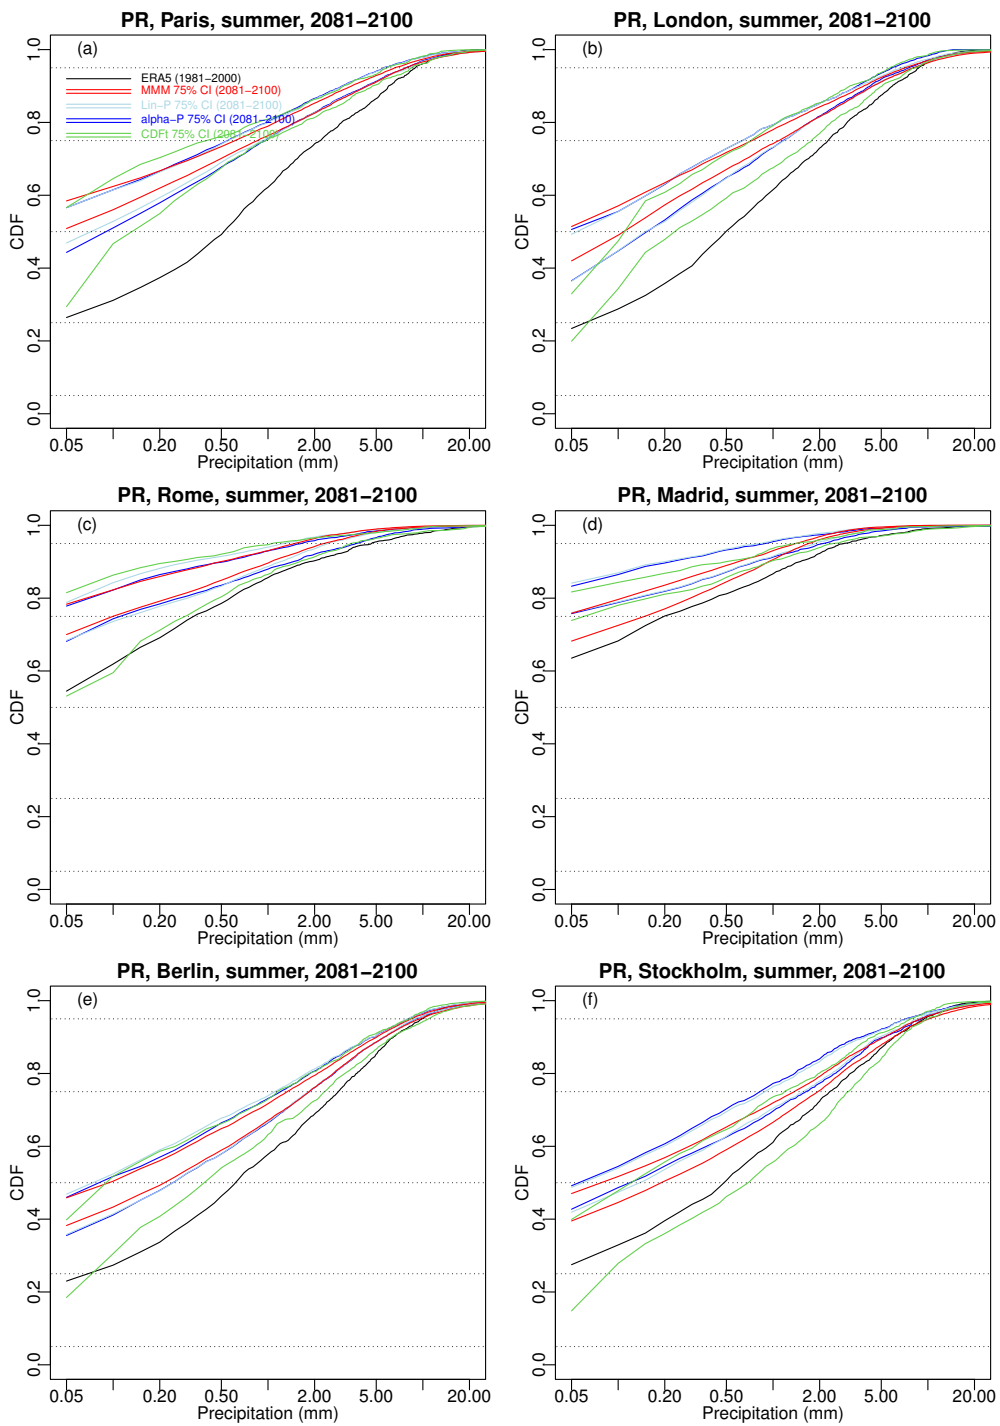 PR, Paris, summer, 2081−2100
(a)
ERA5 (1981−2000)
MMM 75% CI (2081−2100)
Lin−P 75% CI (2081−2100)
alpha−P 75% CI (2081−2100)
CDFt 75% CI (2081−2100)
CDF
0.0 0.2 0.4 0.6 0.8 1.0
0.05 0.20 0.50 2.00 5.00 20.00
Precipitation (mm)
PR, London, summer, 2081−2100
(b)
CDF
0.0 0.2 0.4 0.6 0.8 1.0
0.05 0.20 0.50 2.00 5.00 20.00
Precipitation (mm)
PR, Rome, summer, 2081−2100
(c)
CDF
0.0 0.2 0.4 0.6 0.8 1.0
0.05 0.20 0.50 2.00 5.00 20.00
Precipitation (mm)
PR, Madrid, summer, 2081−2100
(d)
CDF
0.0 0.2 0.4 0.6 0.8 1.0
0.05 0.20 0.50 2.00 5.00 20.00
Precipitation (mm)
PR, Berlin, summer, 2081−2100
(e)
CDF
0.0 0.2 0.4 0.6 0.8 1.0
0.05 0.20 0.50 2.00 5.00 20.00
Precipitation (mm)
PR, Stockholm, summer, 2081−2100
(f)
CDF
0.0 0.2 0.4 0.6 0.8 1.0
0.05 0.20 0.50 2.00 5.00 20.00
Precipitation (mm)